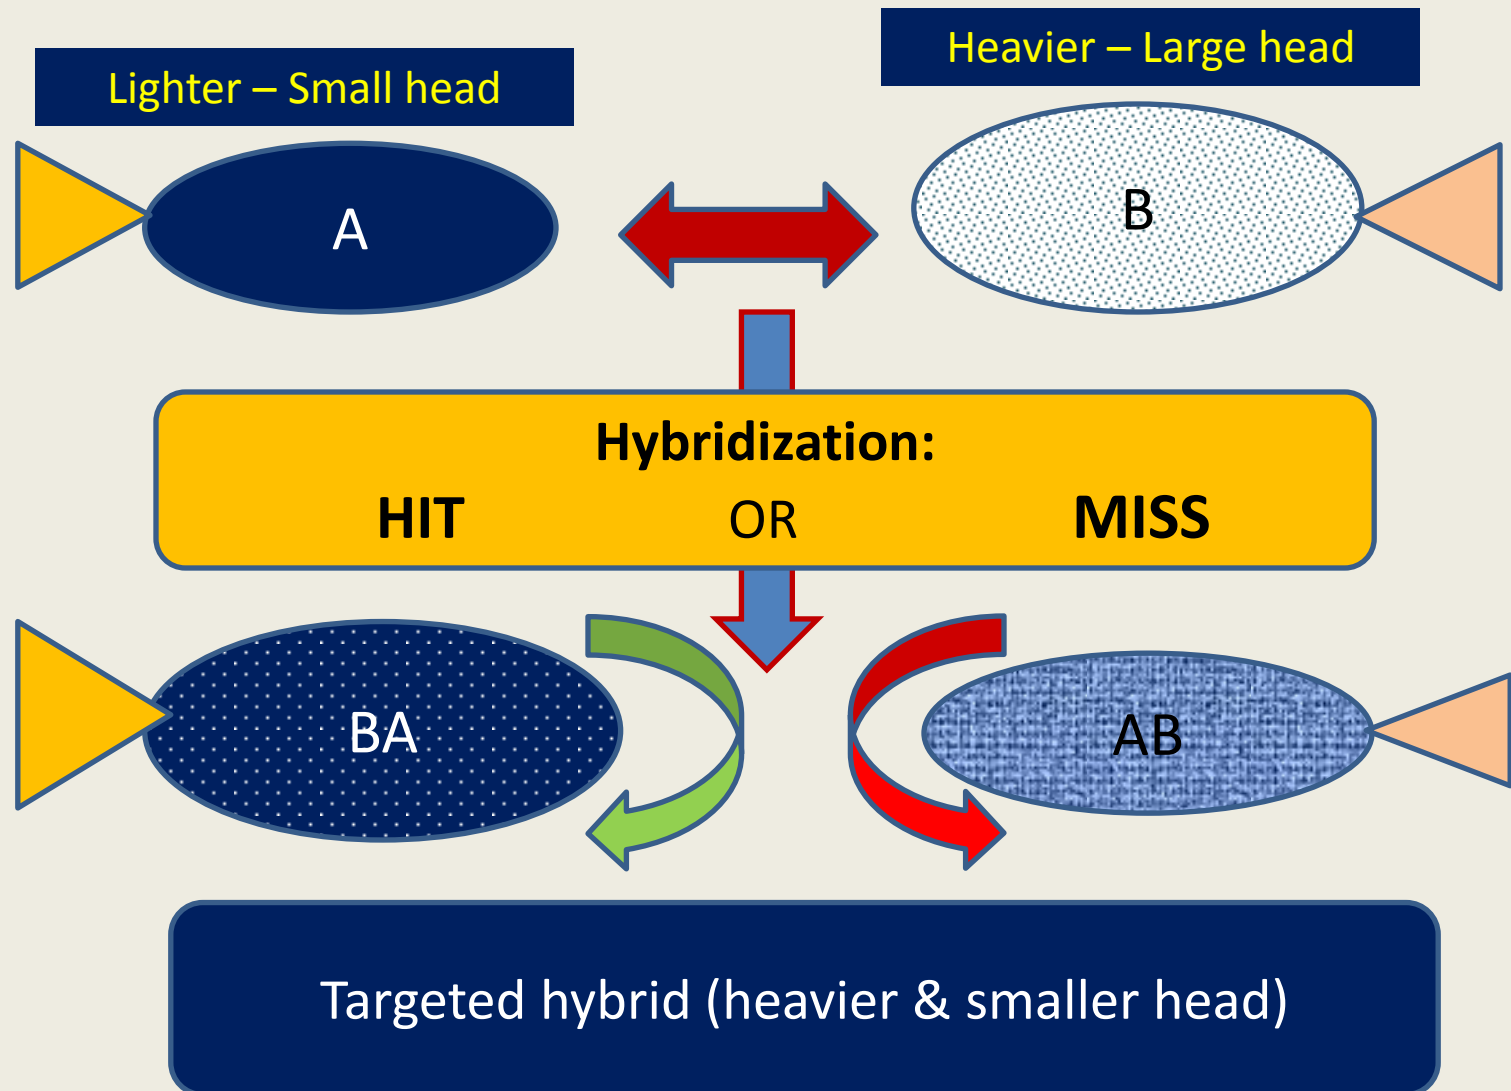 Lighter – Small head
Heavier – Large head
A
B
Hybridization:
HIT OR MISS
BA
AB
Targeted hybrid (heavier & smaller head)